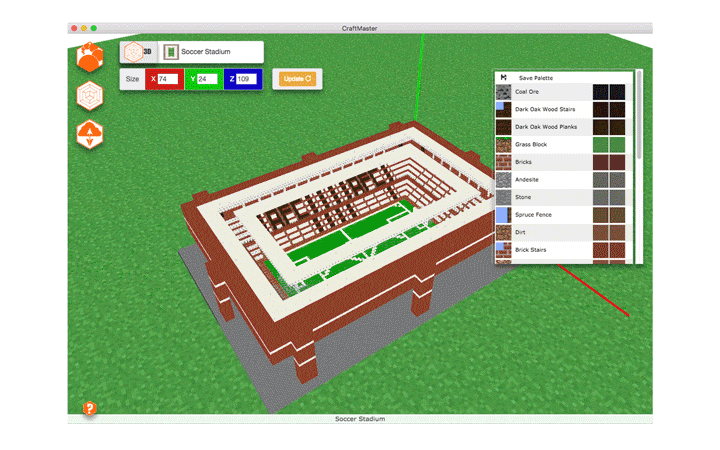 CraftMaster
3D Soccer Stadium
Size X 74 Y 24 Z 109 Update
Save Palette
Coal Ore
Dark Oak Wood Stairs
Dark Oak Wood Planks
Grass Block
Bricks
Andesite
Stone
Spruce Fence
Dirt
Brick Stairs
?
Soccer Stadium